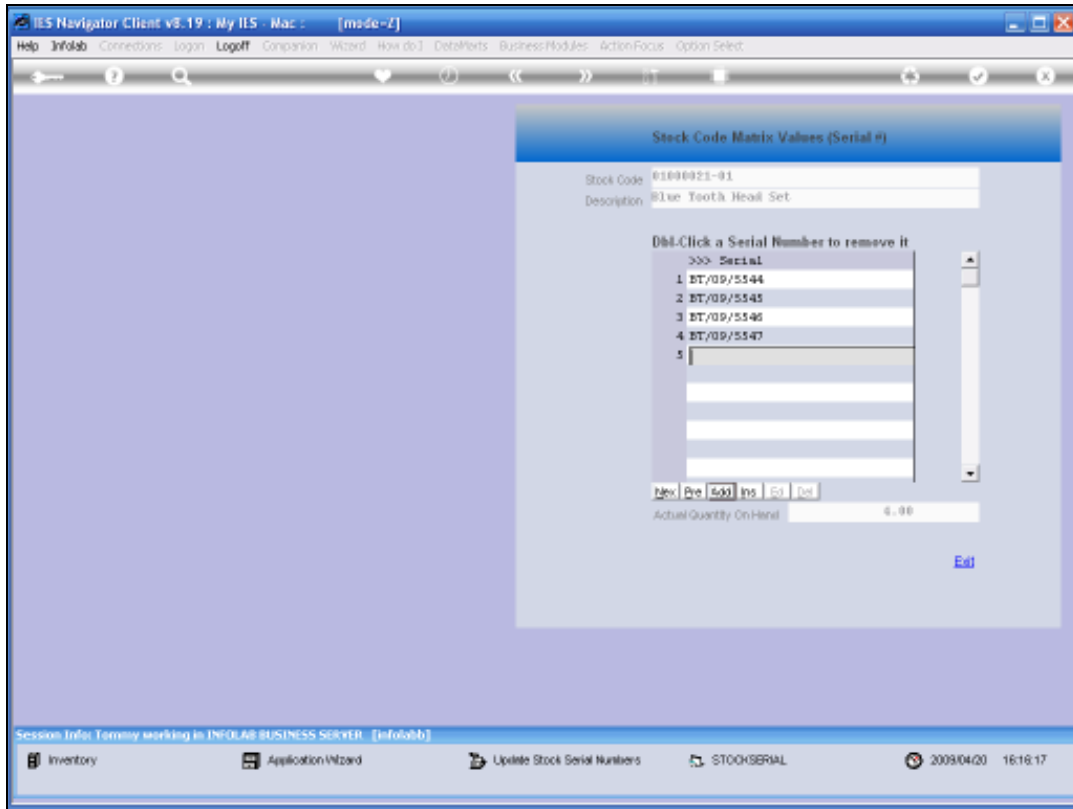 IES Navigator Client v8.19 : My IES - Mac : [mode=Z]
Help Infolab Connections Logon Logoff Companion Wizard How do I DataAlerts Business Modules Action Focus Option Select
Stock Code Matrix Values (Serial #)
Stock Code 01000021-01
Description Blue Tooth Head Set
Dbl-Click a Serial Number to remove it
>>> Serial
1 BT/09/5544
2 BT/09/5545
3 BT/09/5546
4 BT/09/5547
5
Nex Pre Add Ins Ed Del
Actual Quantity On Hand 4.00
Exit
Session Info: Tommy working in INFOLAB BUSINESS SERVER [infolabb]
Inventory Application Wizard Update Stock Serial Numbers STOCKSERIAL 2009/04/20 16:16:17